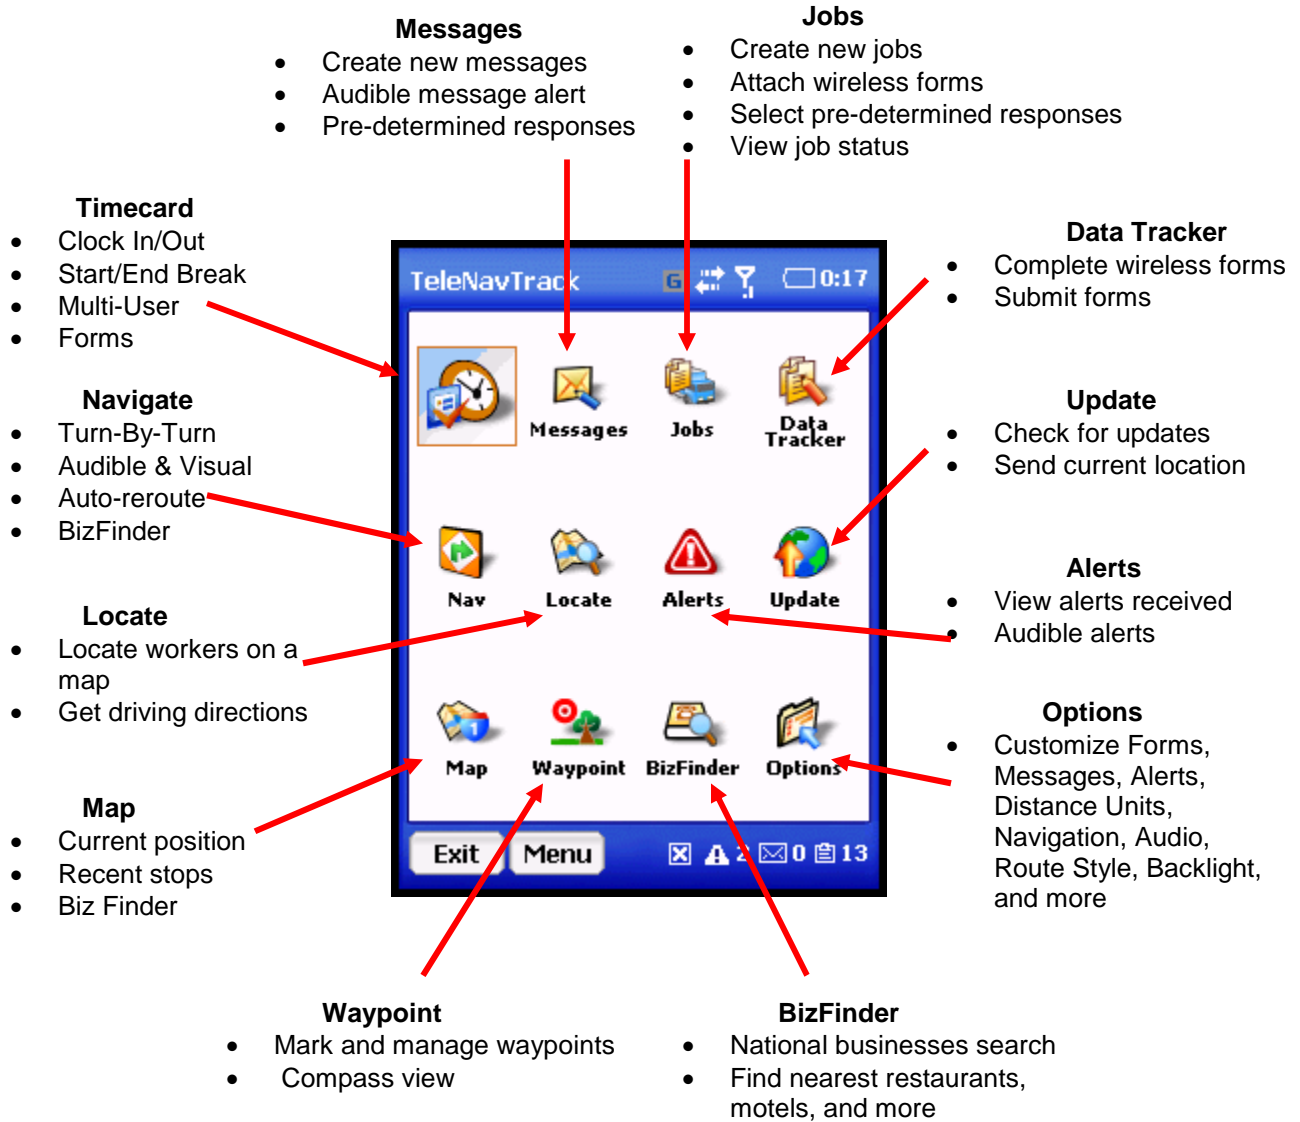 Messages
• Create new messages
• Audible message alert
• Pre-determined responses
Jobs
• Create new jobs
• Attach wireless forms
• Select pre-determined responses
• View job status
Timecard
• Clock In/Out
• Start/End Break
• Multi-User
• Forms
Navigate
• Turn-By-Turn
• Audible & Visual
• Auto-reroute
• BizFinder
Locate
• Locate workers on a
map
• Get driving directions
Map
• Current position
• Recent stops
• Biz Finder
TeleNavTrack
G
0:17
Messages
Jobs
Data
Tracker
Nav
Locate
Alerts
Update
1
Map
Waypoint
BizFinder
Options
Exit
Menu
2
0
13
Data Tracker
• Complete wireless forms
• Submit forms
Update
• Check for updates
• Send current location
Alerts
• View alerts received
• Audible alerts
Options
• Customize Forms,
Messages, Alerts,
Distance Units,
Navigation, Audio,
Route Style, Backlight,
and more
Waypoint
• Mark and manage waypoints
• Compass view
BizFinder
• National businesses search
• Find nearest restaurants,
motels, and more